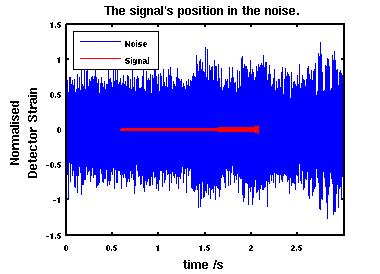 The signal's position in the noise.
1.5
1
0.5
0
-0.5
-1
-1.5
Normalised
Detector Strain
Noise
Signal
0
0.5
1
1.5
2
2.5
time /s